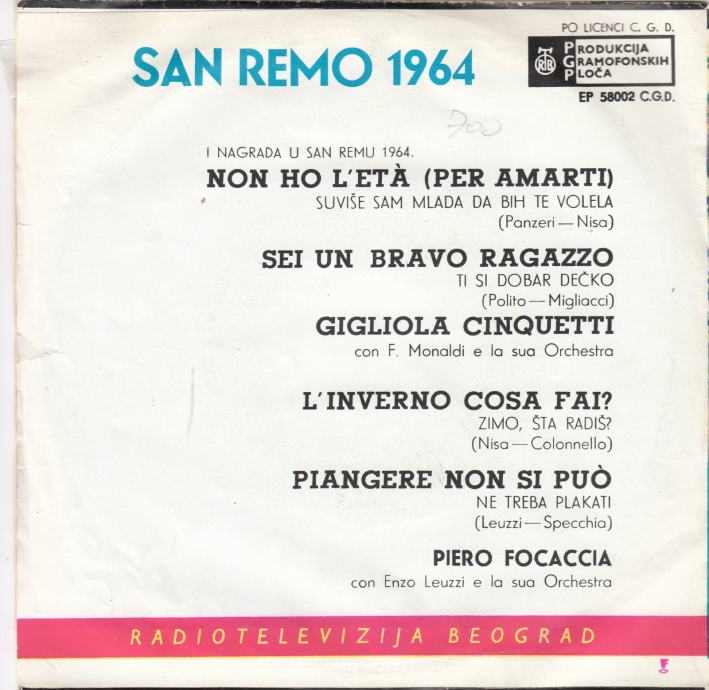 PO LICENCI C. G. D.
SAN REMO 1964
RTB
PRODUKCIJA
GRAMOFONSKIH
PLOČA
EP 58002 C.G.D.
700
I NAGRADA U SAN REMU 1964.
NON HO L'ETÀ (PER AMARTI)
SUVIŠE SAM MLADA DA BIH TE VOLELA
(Panzeri—Nisa)
SEI UN BRAVO RAGAZZO
TI SI DOBAR DEČKO
(Polito—Migliacci)
GIGLIOLA CINQUETTI
con F. Monaldi e la sua Orchestra
L'INVERNO COSA FAI?
ZIMO, ŠTA RADIŠ?
(Nisa—Colonnello)
PIANGERE NON SI PUÒ
NE TREBA PLAKATI
(Leuzzi—Specchia)
PIERO FOCACCIA
con Enzo Leuzzi e la sua Orchestra
RADIOTELEVIZIJA BEOGRAD